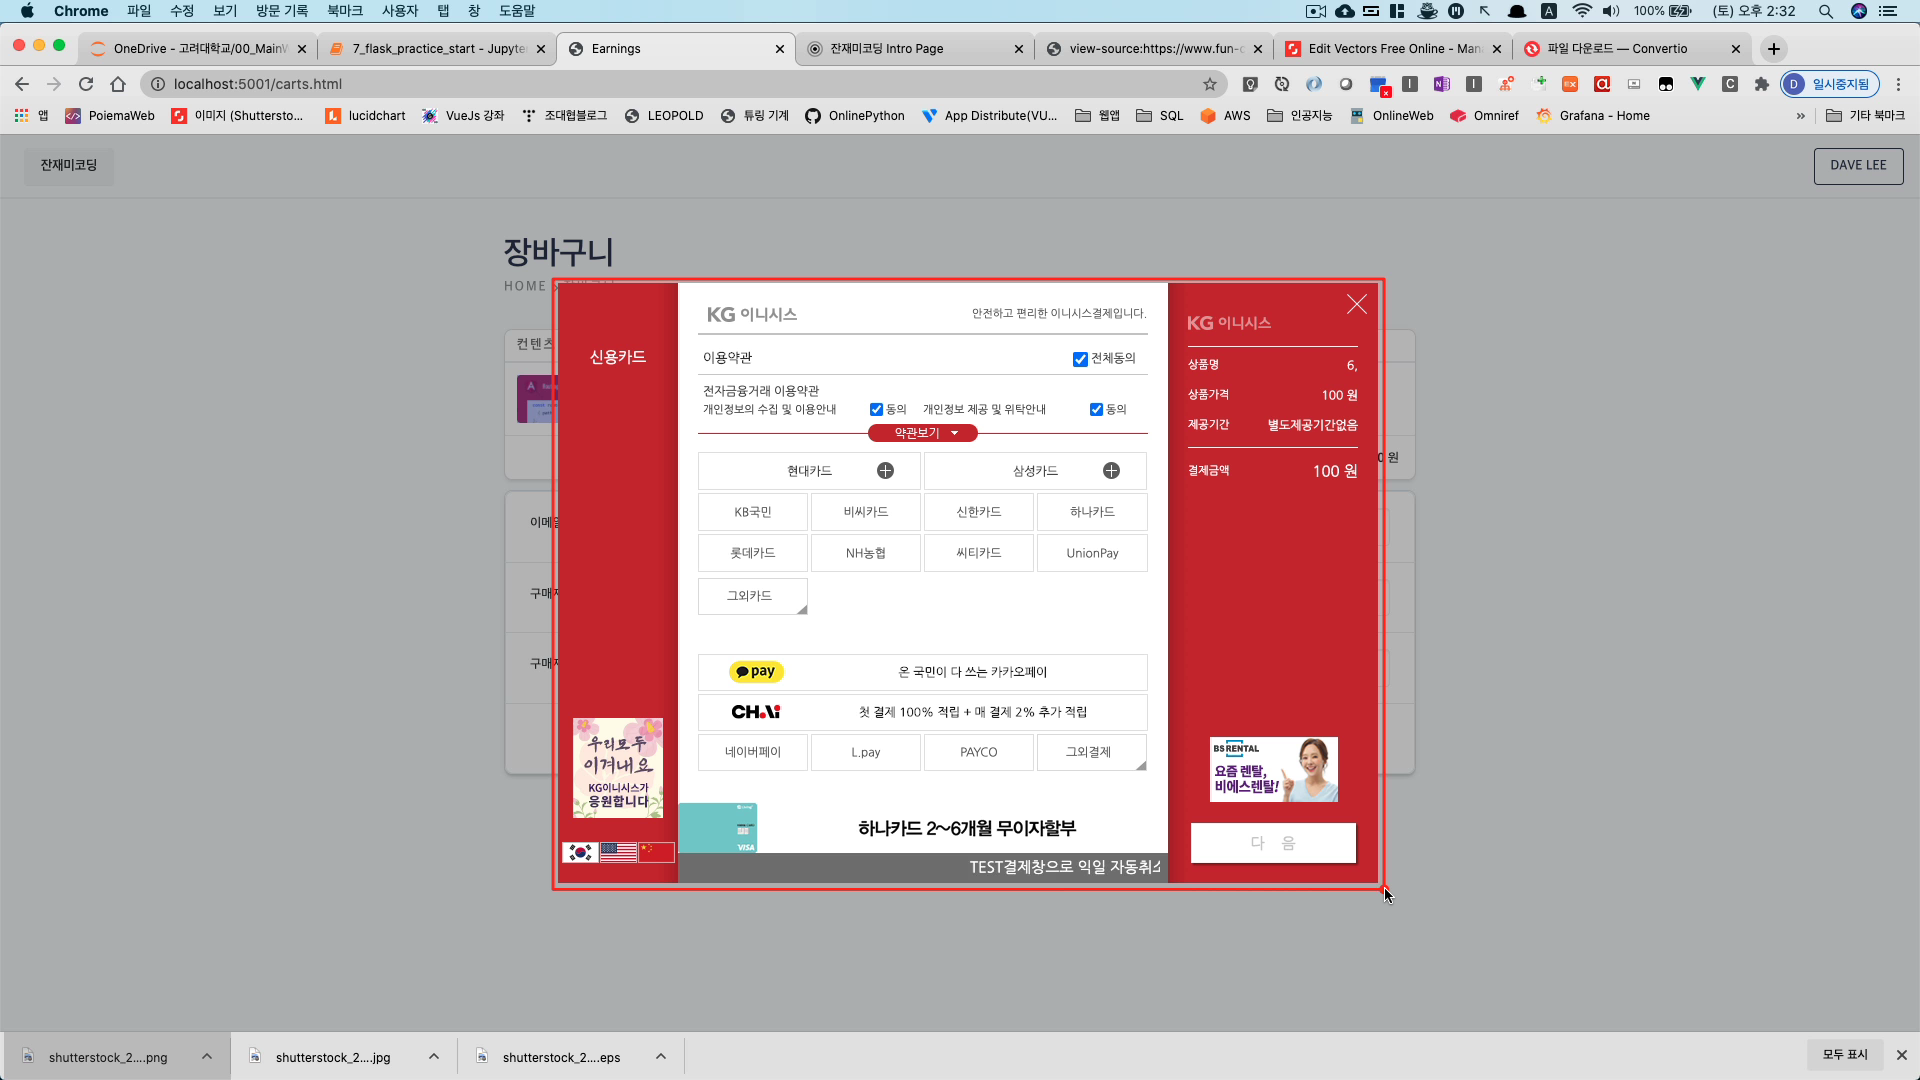 Chrome 파일 수정 보기 방문 기록 북마크 사용자 탭 창 도움말 100% (토) 오후 2:32
OneDrive - 고려대학교/00_MainW 7_flask_practice_start - Jupyte Earnings 잔재미코딩 Intro Page view-source:https://www.fun-c Edit Vectors Free Online - Man 파일 다운로드 — Convertio
localhost:5001/carts.html D 일시중지됨
앱 PoiemaWeb 이미지 (Shuttersto... lucidchart VueJs 강좌 조대협블로그 LEOPOLD 튜링 기계 OnlinePython App Distribute(VU... 웹앱 SQL AWS 인공지능 OnlineWeb Omniref Grafana - Home » 기타 북마크
잔재미코딩 DAVE LEE
장바구니
HOME
컨텐츠
0 원
이메일
구매자
구매자
신용카드
우리모두
이겨내요
KG이니시스가
응원합니다
KG 이니시스 안전하고 편리한 이니시스결제입니다.
이용약관 전체동의
전자금융거래 이용약관
개인정보의 수집 및 이용안내 동의 개인정보 제공 및 위탁안내 동의
약관보기
현대카드 삼성카드
KB국민 비씨카드 신한카드 하나카드
롯데카드 NH농협 씨티카드 UnionPay
그외카드
pay 온 국민이 다 쓰는 카카오페이
CHAi 첫 결제 100% 적립 + 매 결제 2% 추가 적립
네이버페이 L.pay PAYCO 그외결제
VISA 하나카드 2~6개월 무이자할부
TEST결제창으로 익일 자동취소
KG 이니시스
상품명 6,
상품가격 100 원
제공기간 별도제공기간없음
결제금액 100 원
BS RENTAL
요즘 렌탈,
비에스렌탈!
다 음
shutterstock_2....png shutterstock_2....jpg shutterstock_2....eps 모두 표시